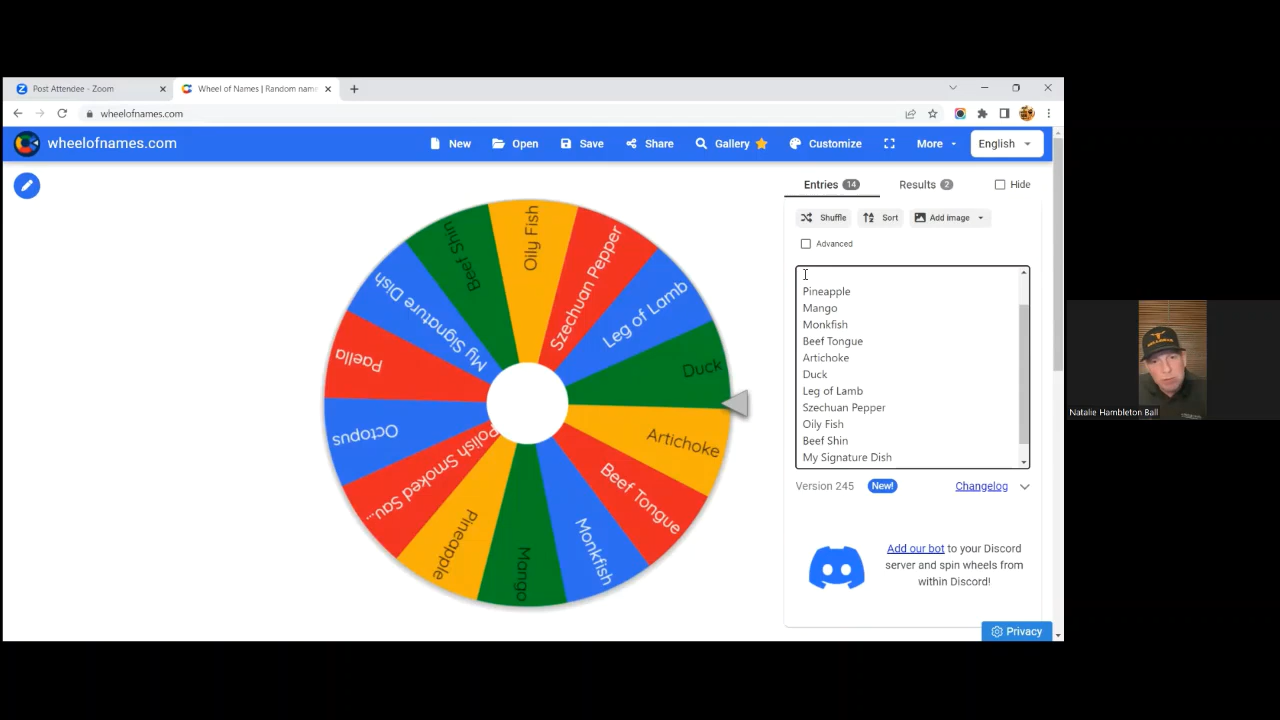 Post Attendee - Zoom
Wheel of Names | Random name
wheelofnames.com
wheelofnames.com
New
Open
Save
Share
Gallery
Customize
More
English
Entries 14
Results 2
Hide
Shuffle
Sort
Add image
Advanced
Pineapple
Mango
Monkfish
Beef Tongue
Artichoke
Duck
Leg of Lamb
Szechuan Pepper
Oily Fish
Beef Shin
My Signature Dish
Version 245
New!
Changelog
Add our bot to your Discord
server and spin wheels from
within Discord!
Privacy
Oily Fish
Szechuan Pepper
Leg of Lamb
Duck
Artichoke
Beef Tongue
Monkfish
Mango
Pineapple
Polish Smoked Sau...
Octopus
Paella
My Signature Dish
Beef Shin
Natalie Hambleton Ball